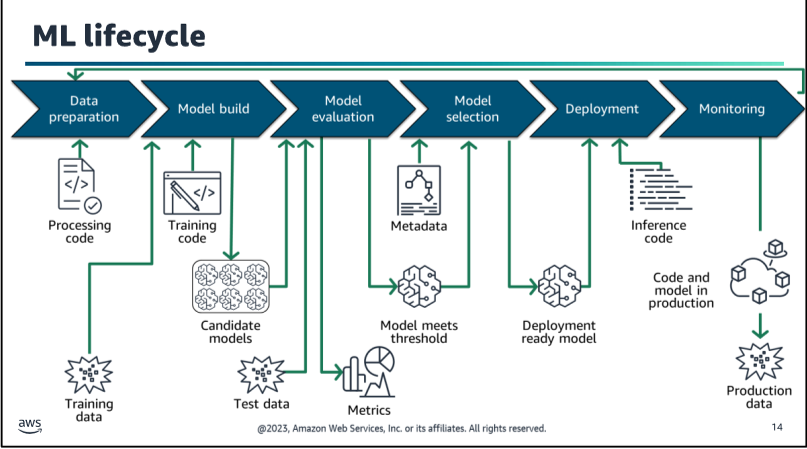 ML lifecycle
Data
preparation
Model build
Model
evaluation
Model
selection
Deployment
Monitoring
</>
Processing
code
</>
Training
code
Metadata
Inference
code
Candidate
models
Model meets
threshold
Deployment
ready model
Code and
model in
production
Training
data
Test data
Metrics
Production
data
aws
@2023, Amazon Web Services, Inc. or its affiliates. All rights reserved.
14